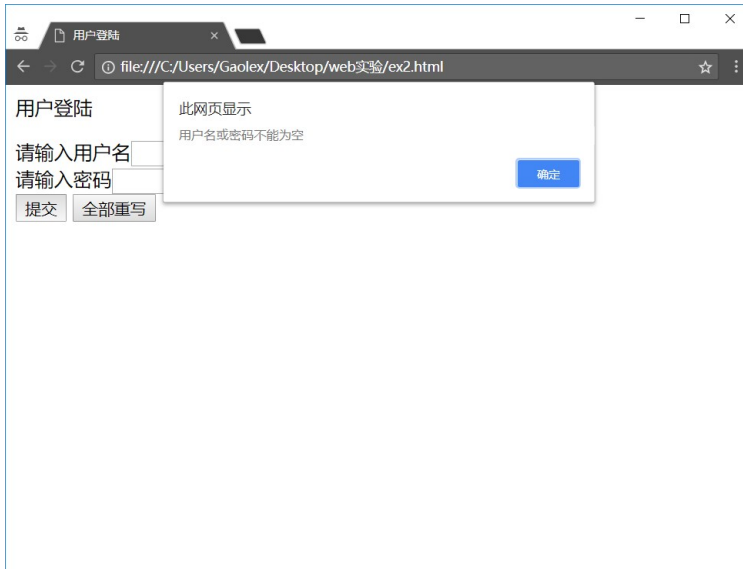 用户登陆
file:///C:/Users/Gaolex/Desktop/web实验/ex2.html
用户登陆
此网页显示
用户名或密码不能为空
确定
请输入用户名
请输入密码
提交 全部重写